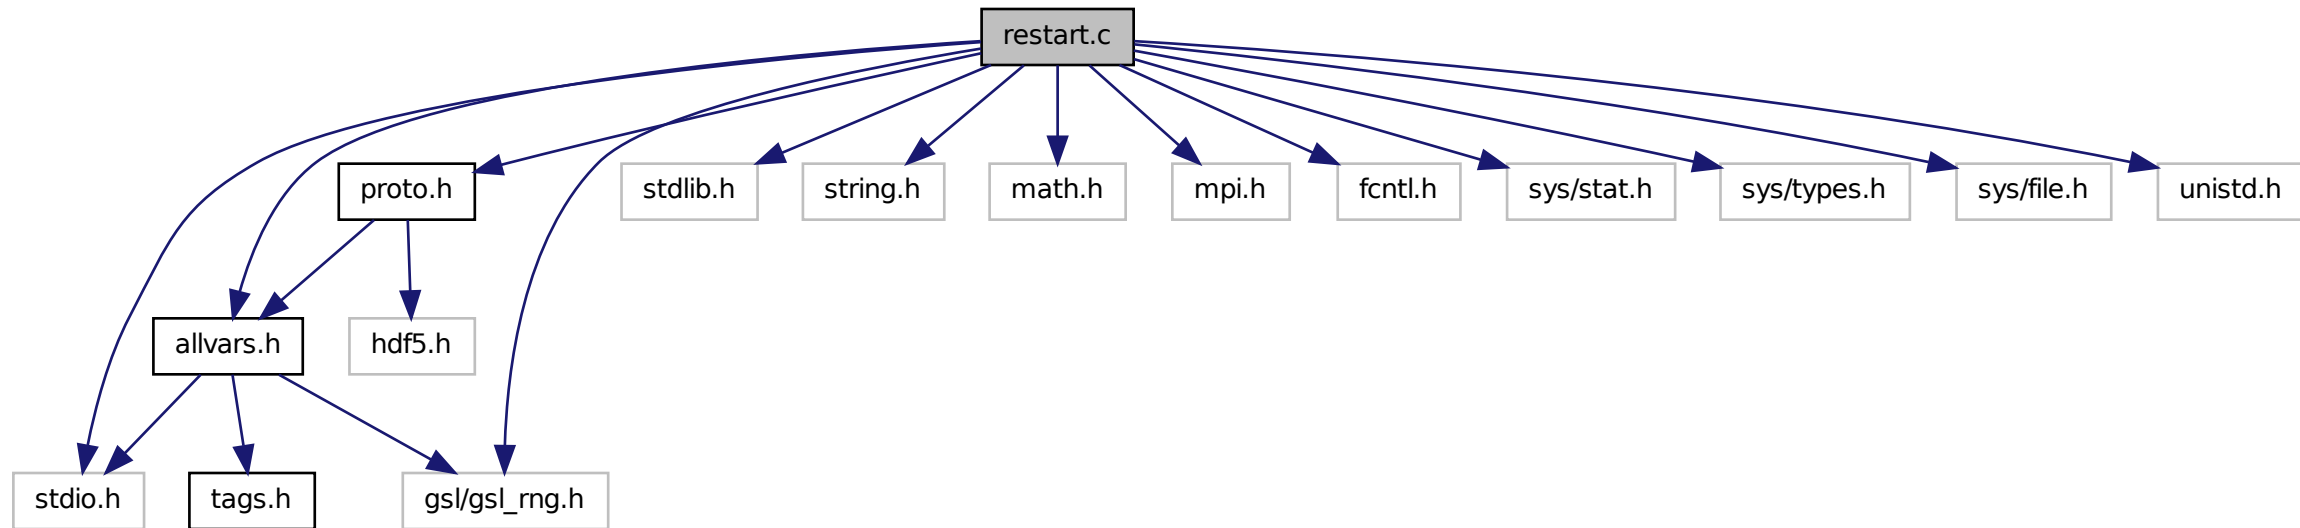 restart.c
proto.h
stdlib.h
string.h
math.h
mpi.h
fcntl.h
sys/stat.h
sys/types.h
sys/file.h
unistd.h
allvars.h
hdf5.h
stdio.h
tags.h
gsl/gsl_rng.h